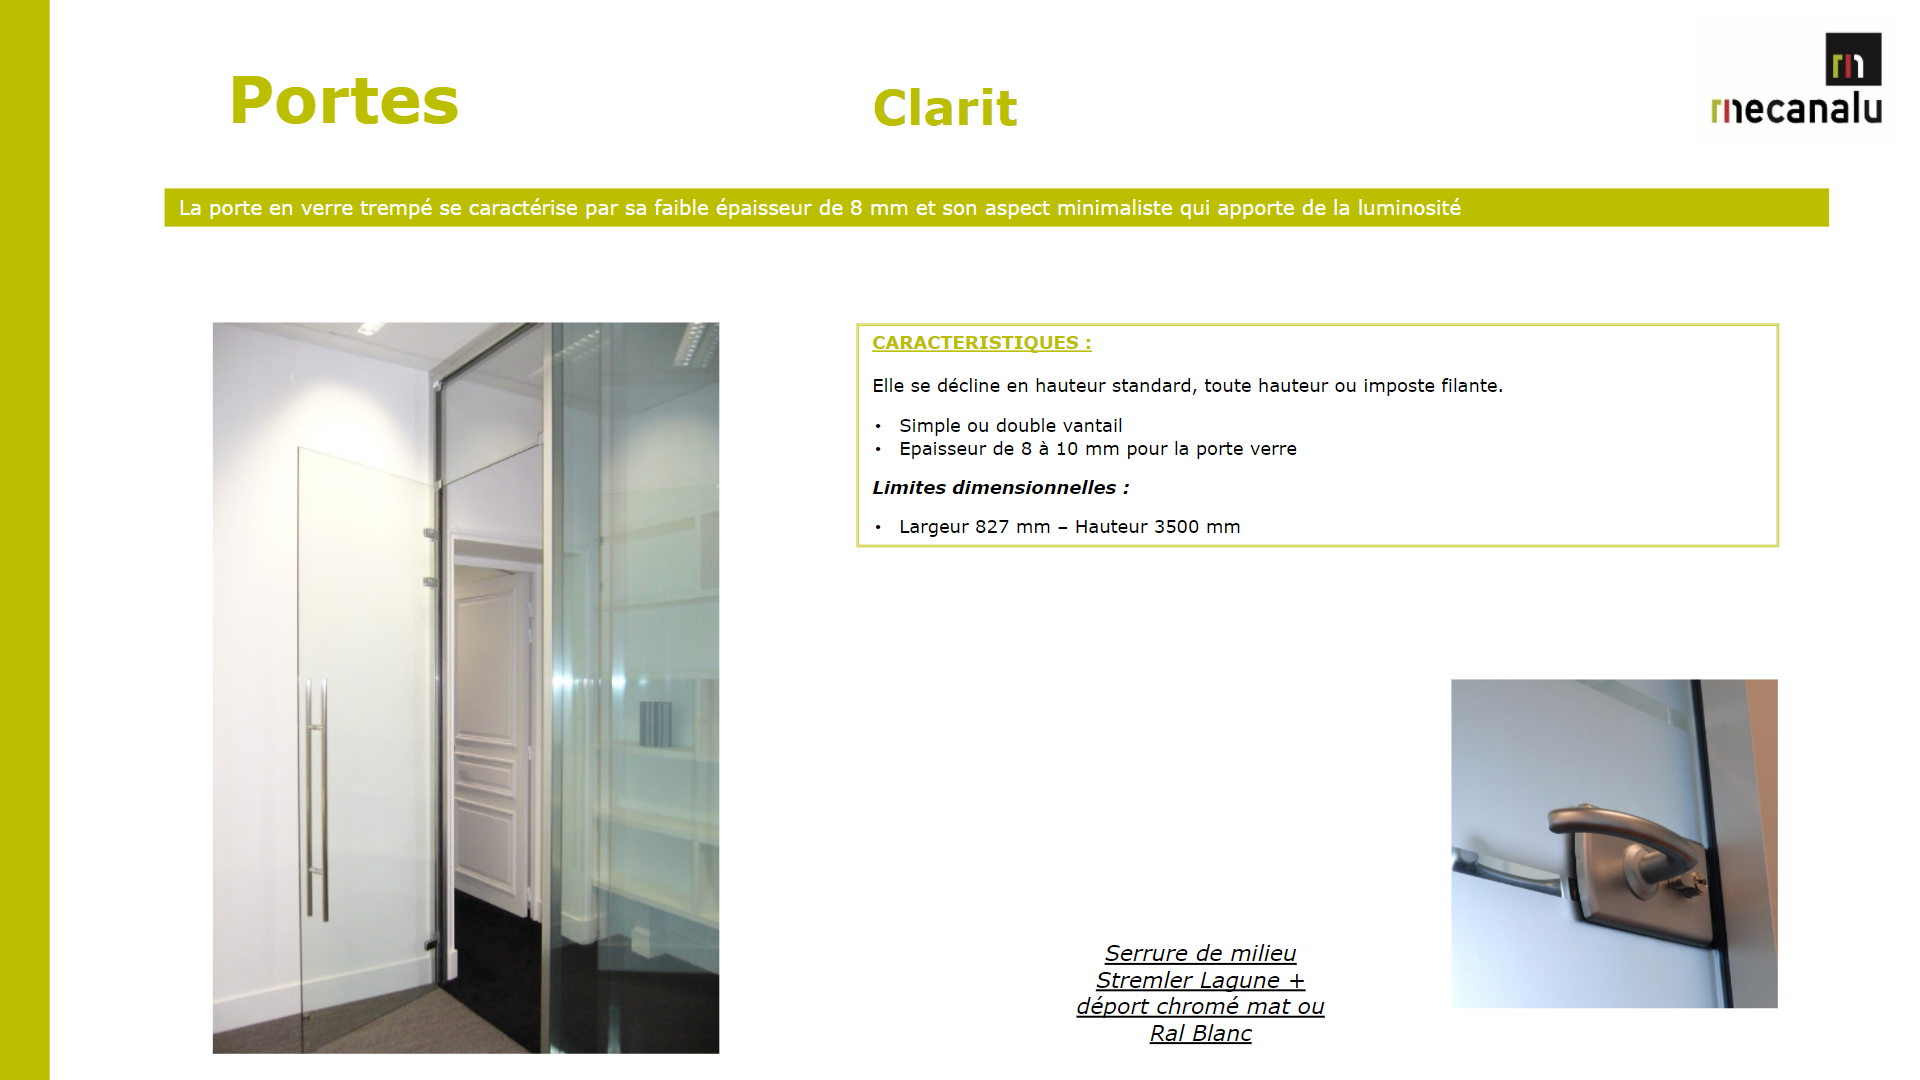 Portes
Clarit
mecanalu
La porte en verre trempé se caractérise par sa faible épaisseur de 8 mm et son aspect minimaliste qui apporte de la luminosité
CARACTERISTIQUES :
Elle se décline en hauteur standard, toute hauteur ou imposte filante.
• Simple ou double vantail
• Epaisseur de 8 à 10 mm pour la porte verre
Limites dimensionnelles :
• Largeur 827 mm – Hauteur 3500 mm
Serrure de milieu
Stremler Lagune +
déport chromé mat ou
Ral Blanc